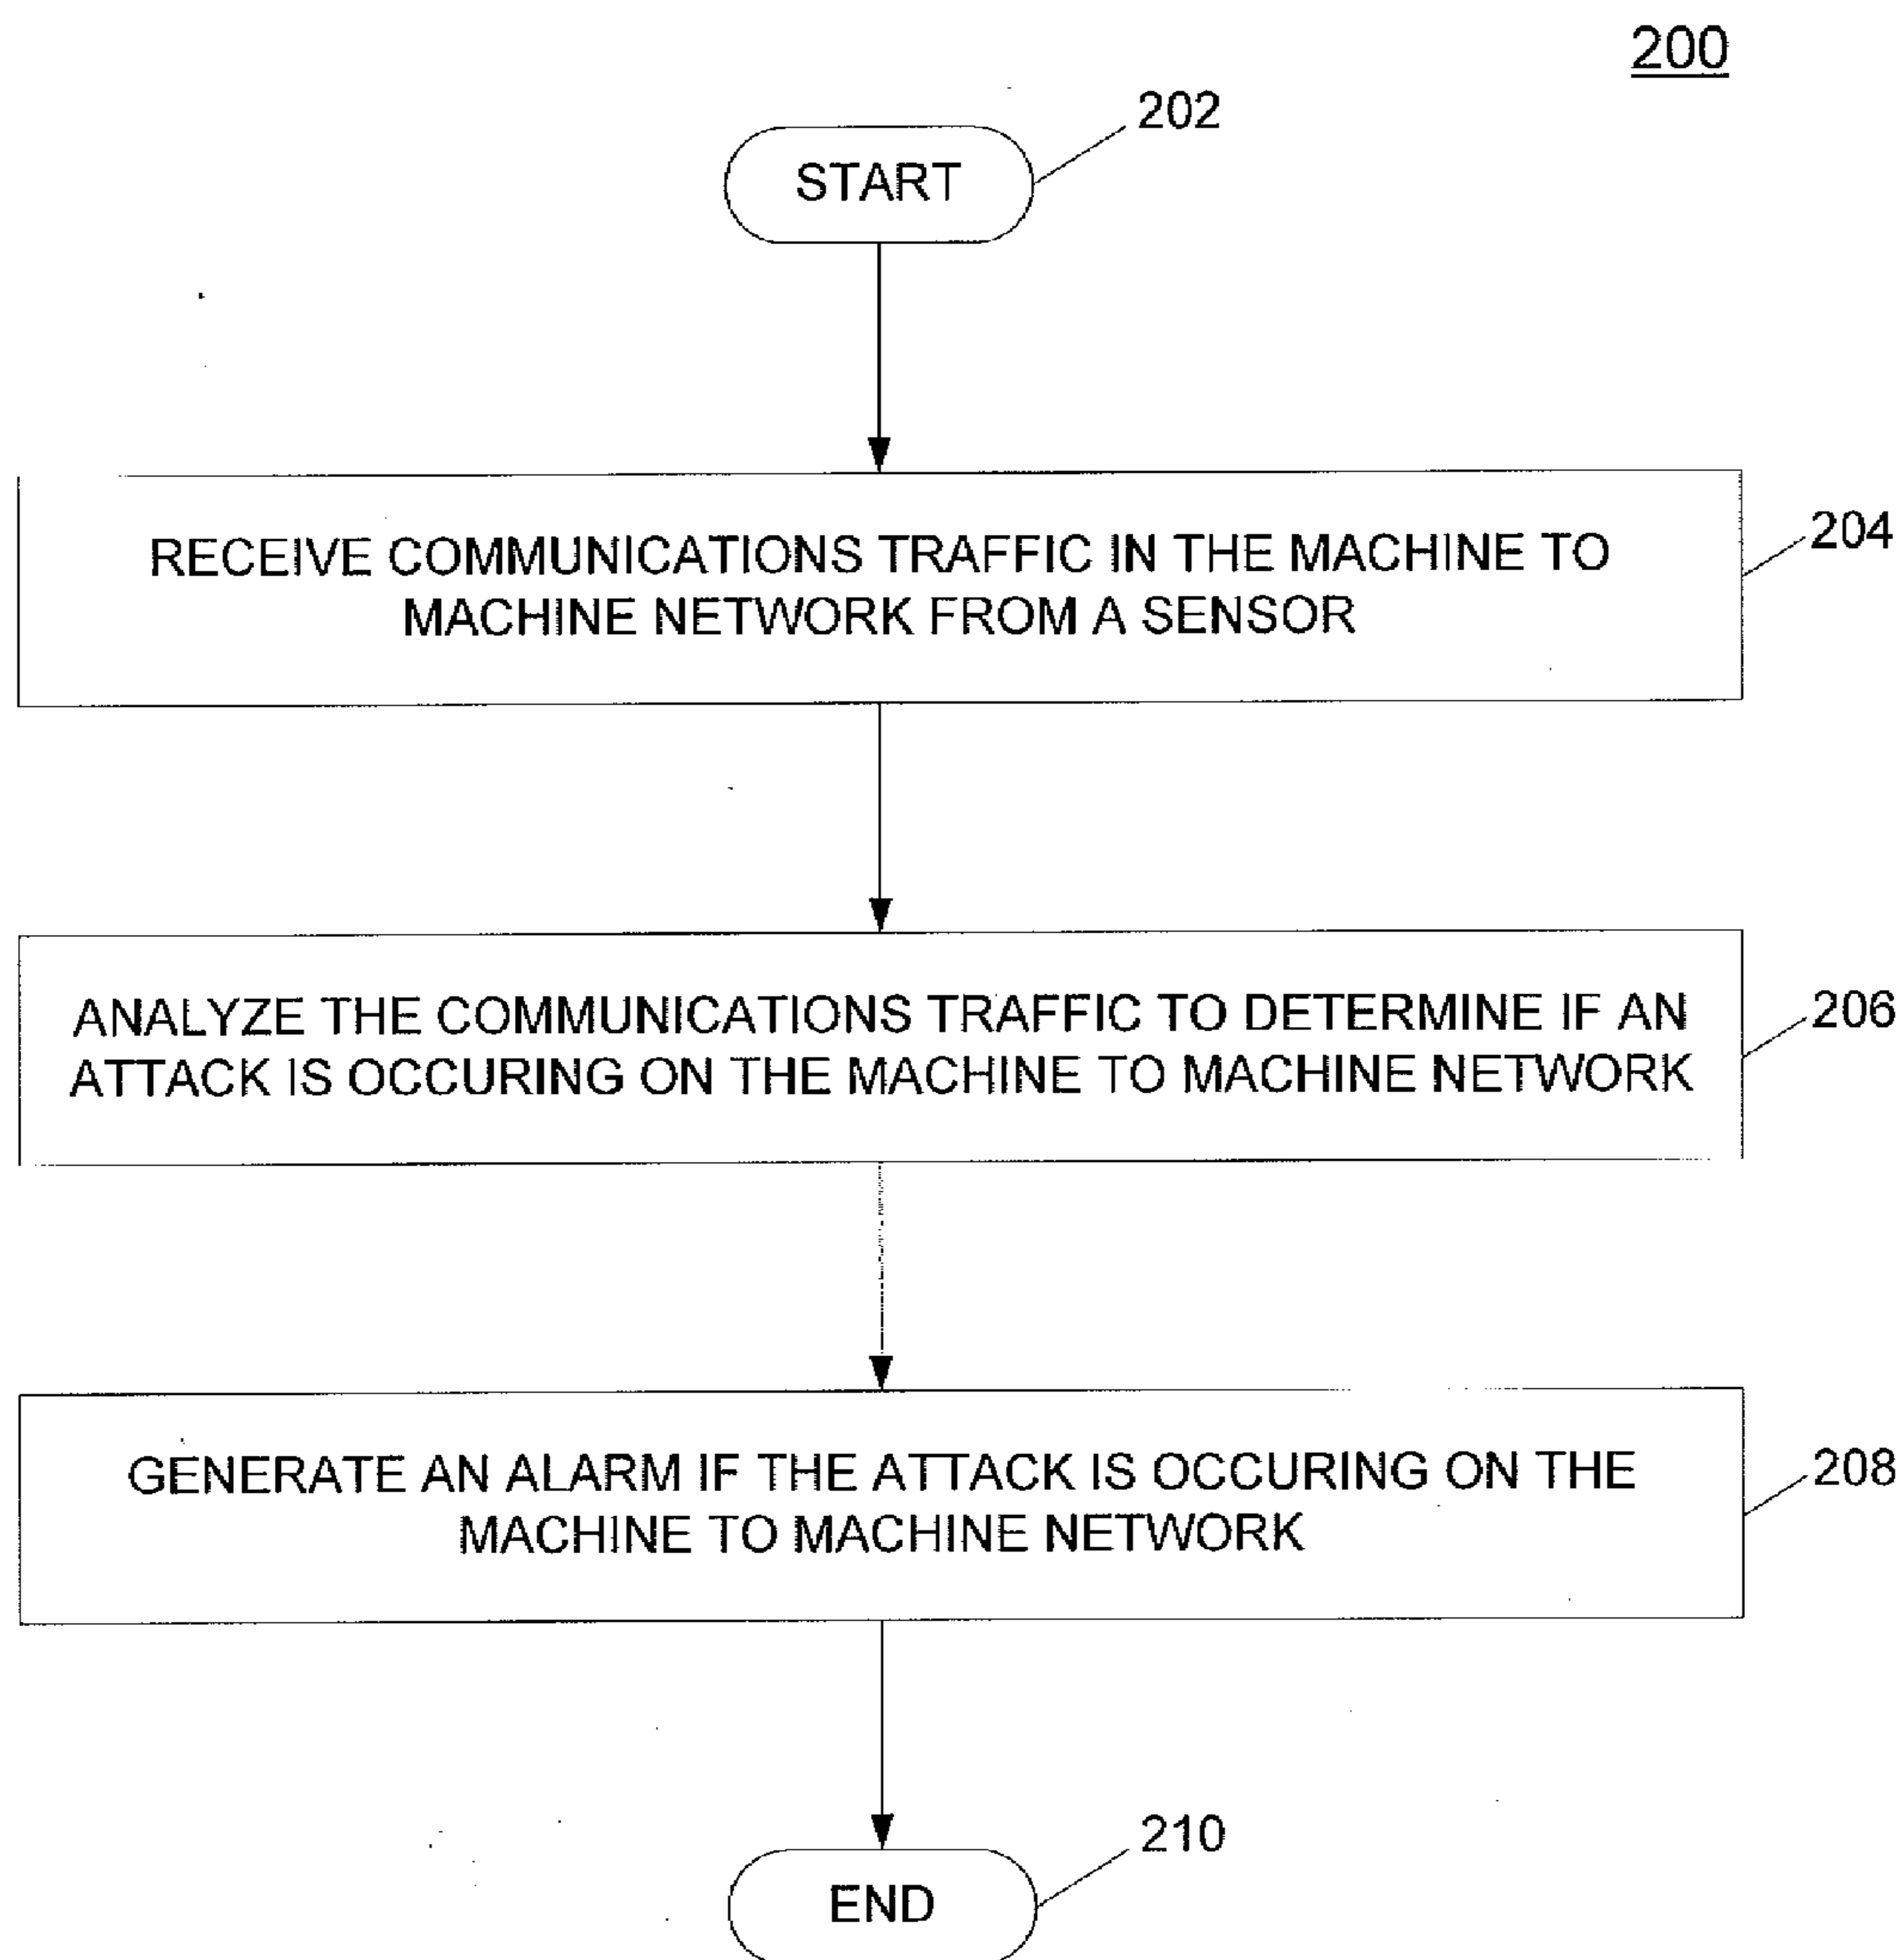 200
202
START
RECEIVE COMMUNICATIONS TRAFFIC IN THE MACHINE TO
MACHINE NETWORK FROM A SENSOR
204
ANALYZE THE COMMUNICATIONS TRAFFIC TO DETERMINE IF AN
ATTACK IS OCCURING ON THE MACHINE TO MACHINE NETWORK
206
GENERATE AN ALARM IF THE ATTACK IS OCCURING ON THE
MACHINE TO MACHINE NETWORK
208
210
END